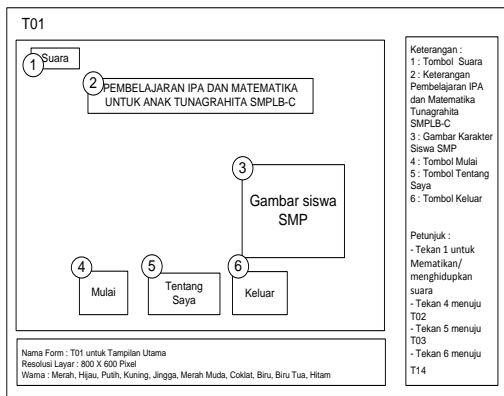 T01
Suara
1
2
PEMBELAJARAN IPA DAN MATEMATIKA
UNTUK ANAK TUNAGRAHITA SMPLB-C
3
Gambar siswa
SMP
4
Mulai
5
Tentang
Saya
6
Keluar
Nama Form : T01 untuk Tampilan Utama
Resolusi Layar : 800 X 600 Pixel
Warna : Merah, Hijau, Putih, Kuning, Jingga, Merah Muda, Coklat, Biru, Biru Tua, Hitam
Keterangan :
1 : Tombol Suara
2 : Keterangan
Pembelajaran IPA
dan Matematika
Tunagrahita
SMPLB-C
3 : Gambar Karakter
Siswa SMP
4 : Tombol Mulai
5 : Tombol Tentang
Saya
6 : Tombol Keluar
Petunjuk :
- Tekan 1 untuk
Mematikan/
menghidupkan
suara
- Tekan 4 menuju
T02
- Tekan 5 menuju
T03
- Tekan 6 menuju
T14